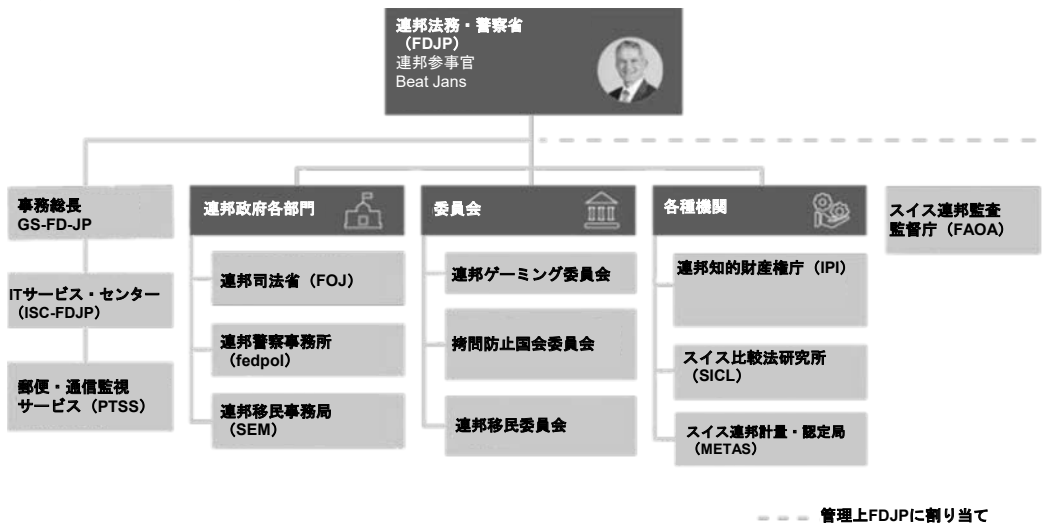 連邦法務・警察省
（FDJP）
連邦参事官
Beat Jans
事務総長
GS-FD-JP
ITサービス・センター
（ISC-FDJP）
郵便・通信監視
サービス（PTSS）
連邦政府各部門
連邦司法省（FOJ）
連邦警察事務所
（fedpol）
連邦移民事務局
（SEM）
委員会
連邦ゲーミング委員会
拷問防止国会委員会
連邦移民委員会
各種機関
連邦知的財産権庁（IPI）
スイス比較法研究所
（SICL）
スイス連邦計量・認定局
（METAS）
スイス連邦監査
監督庁（FAOA）
管理上FDJPに割り当て